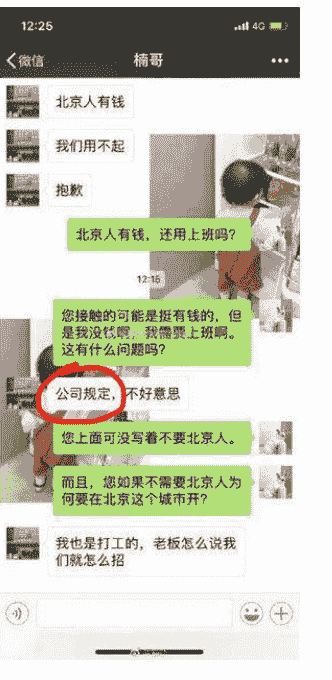 12:25
4G
微信
楠哥
北京人有钱
我们用不起
抱歉
北京人有钱，还用上班吗？
12:15
您接触的可能是挺有钱的，但
是我没钱啊，我需要上班啊。
这有什么问题吗？
公司规定，不好意思
您上面可没写着不要北京人。
而且，您如果不需要北京人为
何要在北京这个城市开？
我也是打工的，老板怎么说我
们就怎么招